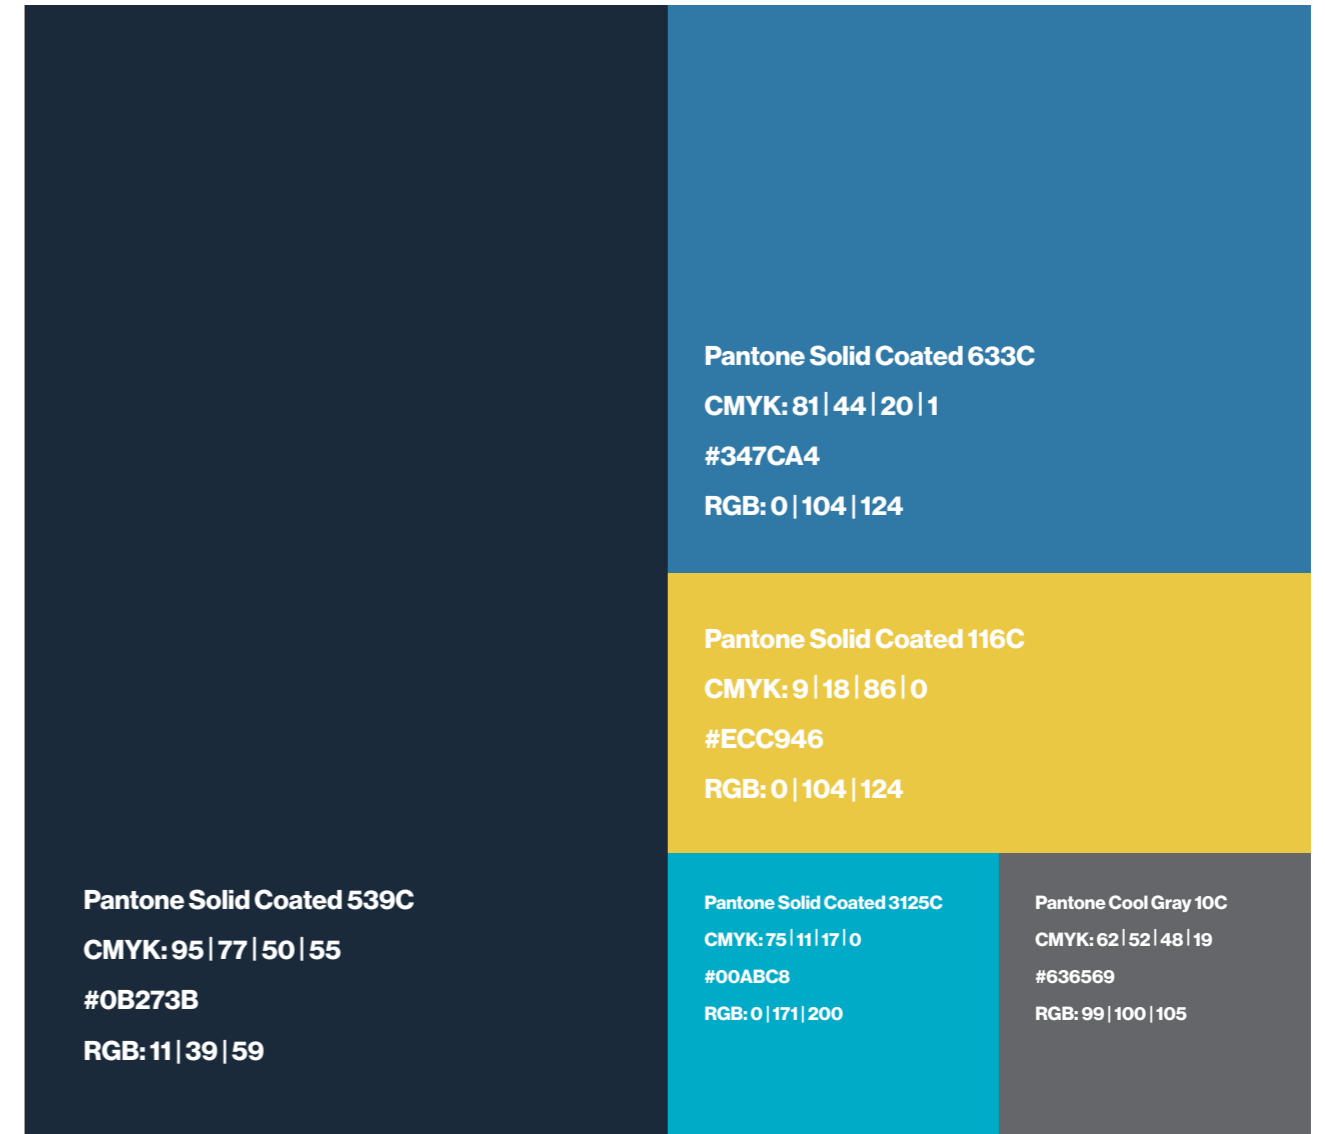 Pantone Solid Coated 539C
CMYK: 95|77|50|55
#0B273B
RGB: 11|39|59
Pantone Solid Coated 633C
CMYK: 81|44|20|1
#347CA4
RGB: 0|104|124
Pantone Solid Coated 116C
CMYK: 9|18|86|0
#ECC946
RGB: 0|104|124
Pantone Solid Coated 3125C
CMYK: 75|11|17|0
#00ABC8
RGB: 0|171|200
Pantone Cool Gray 10C
CMYK: 62|52|48|19
#636569
RGB: 99|100|105